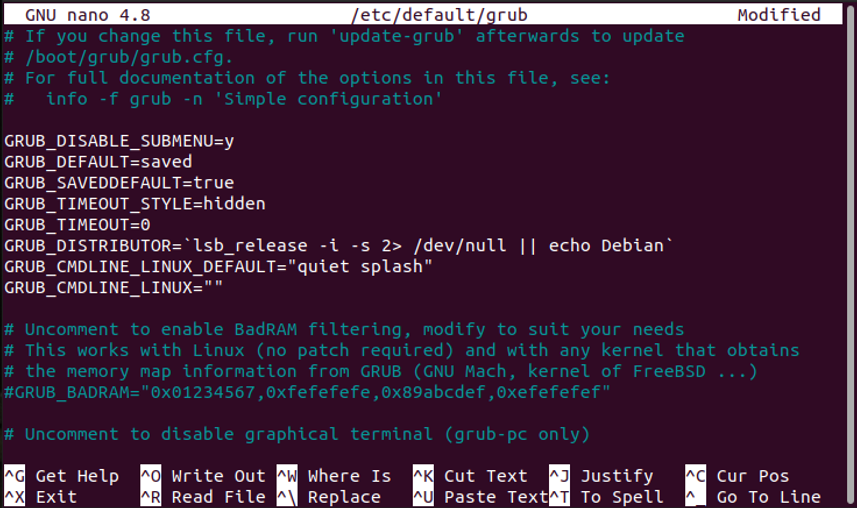 GNU nano 4.8 /etc/default/grub Modified
# If you change this file, run 'update-grub' afterwards to update
# /boot/grub/grub.cfg.
# For full documentation of the options in this file, see:
#   info -f grub -n 'Simple configuration'
GRUB_DISABLE_SUBMENU=y
GRUB_DEFAULT=saved
GRUB_SAVEDDEFAULT=true
GRUB_TIMEOUT_STYLE=hidden
GRUB_TIMEOUT=0
GRUB_DISTRIBUTOR=`lsb_release -i -s 2> /dev/null || echo Debian`
GRUB_CMDLINE_LINUX_DEFAULT="quiet splash"
GRUB_CMDLINE_LINUX=""
# Uncomment to enable BadRAM filtering, modify to suit your needs
# This works with Linux (no patch required) and with any kernel that obtains
# the memory map information from GRUB (GNU Mach, kernel of FreeBSD ...)
#GRUB_BADRAM="0x01234567,0xfefefefe,0x89abcdef,0xefefefef"
# Uncomment to disable graphical terminal (grub-pc only)
^G Get Help ^O Write Out ^W Where Is ^K Cut Text ^J Justify ^C Cur Pos
^X Exit ^R Read File ^\ Replace ^U Paste Text^T To Spell ^_ Go To Line